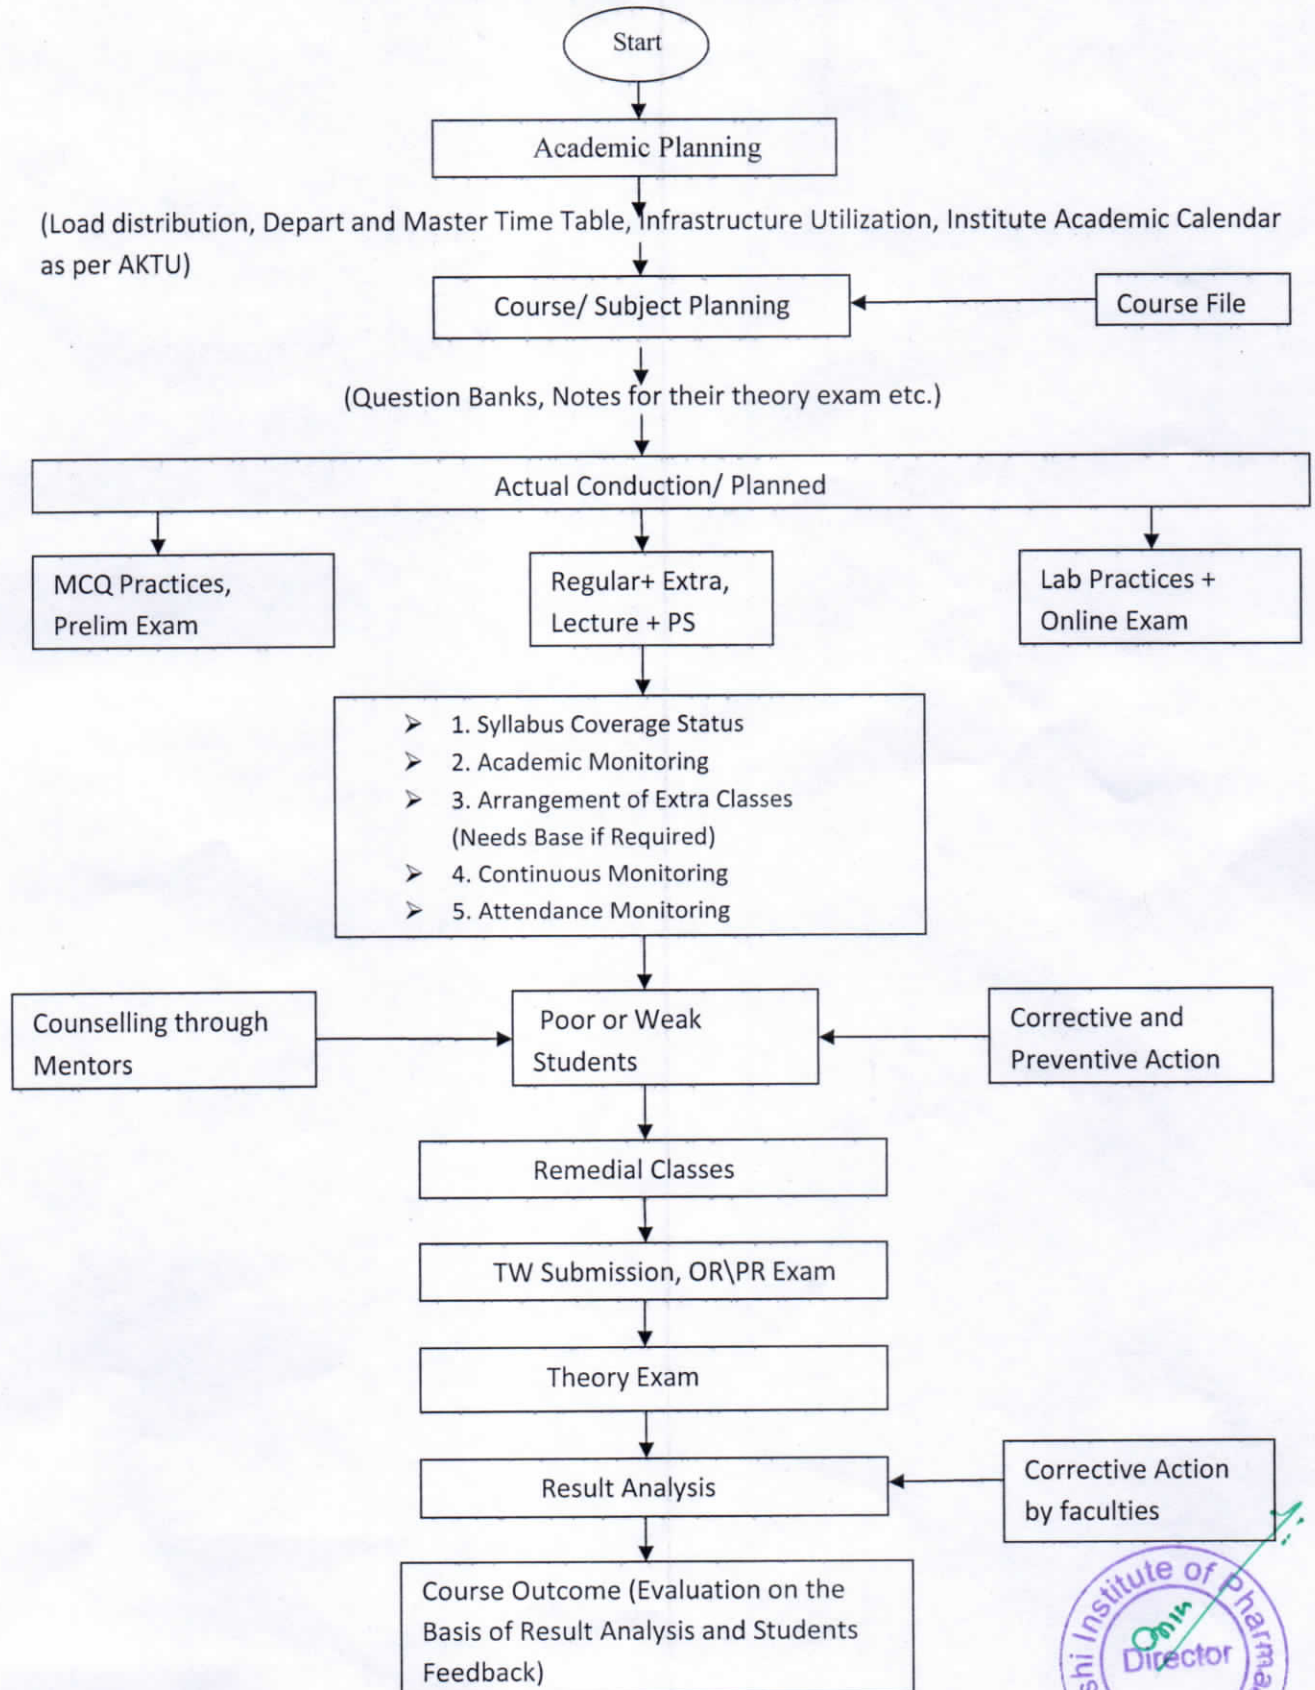 Start
Academic Planning
(Load distribution, Depart and Master Time Table, Infrastructure Utilization, Institute Academic Calendar
as per AKTU)
Course/ Subject Planning
Course File
(Question Banks, Notes for their theory exam etc.)
Actual Conduction/ Planned
MCQ Practices,
Prelim Exam
Regular+ Extra,
Lecture + PS
Lab Practices +
Online Exam
➢ 1. Syllabus Coverage Status
➢ 2. Academic Monitoring
➢ 3. Arrangement of Extra Classes
(Needs Base if Required)
➢ 4. Continuous Monitoring
➢ 5. Attendance Monitoring
Counselling through
Mentors
Poor or Weak
Students
Corrective and
Preventive Action
Remedial Classes
TW Submission, OR\PR Exam
Theory Exam
Result Analysis
Corrective Action
by faculties
Course Outcome (Evaluation on the
Basis of Result Analysis and Students
Feedback)
shi Institute of Pharma
Director